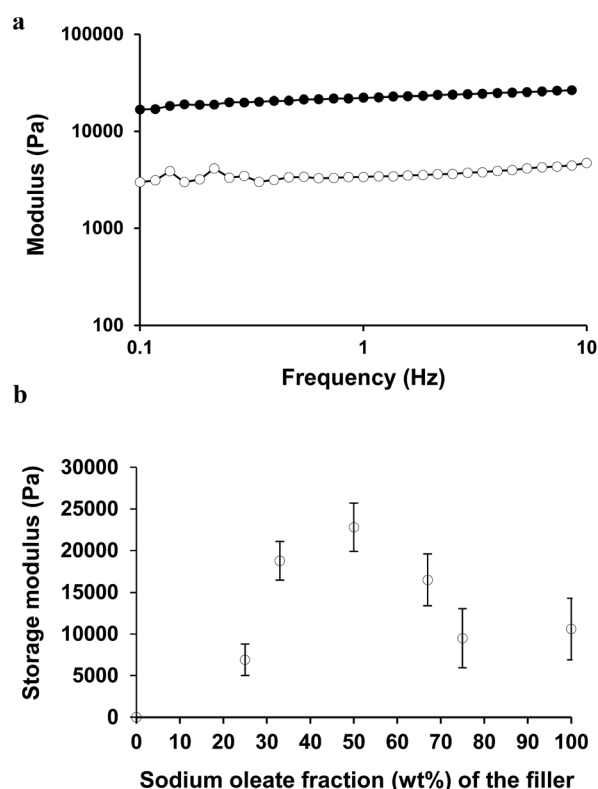 a
100000
10000
1000
100
Modulus (Pa)
0.1 1 10
Frequency (Hz)
b
30000
25000
20000
15000
10000
5000
0
Storage modulus (Pa)
0 10 20 30 40 50 60 70 80 90 100
Sodium oleate fraction (wt%) of the filler